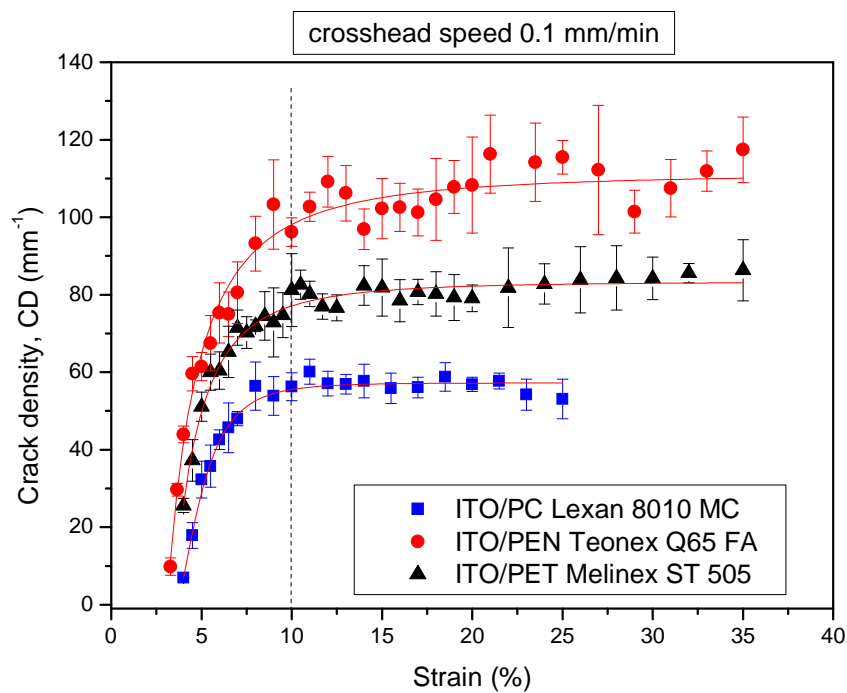 crosshead speed 0.1 mm/min
140
120
100
80
60
40
20
0
Crack density, CD (mm⁻¹)
ITO/PC Lexan 8010 MC
ITO/PEN Teonex Q65 FA
ITO/PET Melinex ST 505
0 5 10 15 20 25 30 35 40
Strain (%)